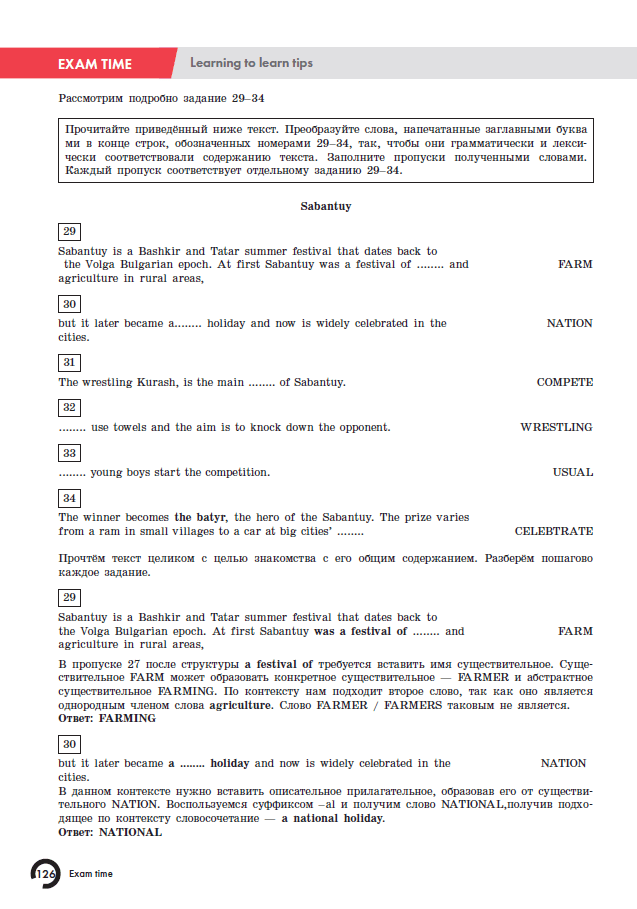 EXAM TIME
Learning to learn tips
Рассмотрим подробно задание 29–34
Прочитайте приведённый ниже текст. Преобразуйте слова, напечатанные заглавными буква
ми в конце строк, обозначенных номерами 29–34, так, чтобы они грамматически и лекси-
чески соответствовали содержанию текста. Заполните пропуски полученными словами.
Каждый пропуск соответствует отдельному заданию 29–34.
Sabantuy
29
Sabantuy is a Bashkir and Tatar summer festival that dates back to
the Volga Bulgarian epoch. At first Sabantuy was a festival of ........ and FARM
agriculture in rural areas,
30
but it later became a........ holiday and now is widely celebrated in the NATION
cities.
31
The wrestling Kurash, is the main ........ of Sabantuy. COMPETE
32
........ use towels and the aim is to knock down the opponent. WRESTLING
33
........ young boys start the competition. USUAL
34
The winner becomes the batyr, the hero of the Sabantuy. The prize varies
from a ram in small villages to a car at big cities’ ........ CELEBTRATE
Прочтём текст целиком с целью знакомства с его общим содержанием. Разберём пошагово
каждое задание.
29
Sabantuy is a Bashkir and Tatar summer festival that dates back to
the Volga Bulgarian epoch. At first Sabantuy was a festival of ........ and FARM
agriculture in rural areas,
В пропуске 27 после структуры a festival of требуется вставить имя существительное. Суще-
ствительное FARM может образовать конкретное существительное — FARMER и абстрактное
существительное FARMING. По контексту нам подходит второе слово, так как оно является
однородным членом слова agriculture. Слово FARMER / FARMERS таковым не является.
Ответ: FARMING
30
but it later became a ........ holiday and now is widely celebrated in the NATION
cities.
В данном контексте нужно вставить описательное прилагательное, образовав его от существи-
тельного NATION. Воспользуемся суффиксом –al и получим слово NATIONAL,получив подхо-
дящее по контексту словосочетание — a national holiday.
Ответ: NATIONAL
126 Exam time